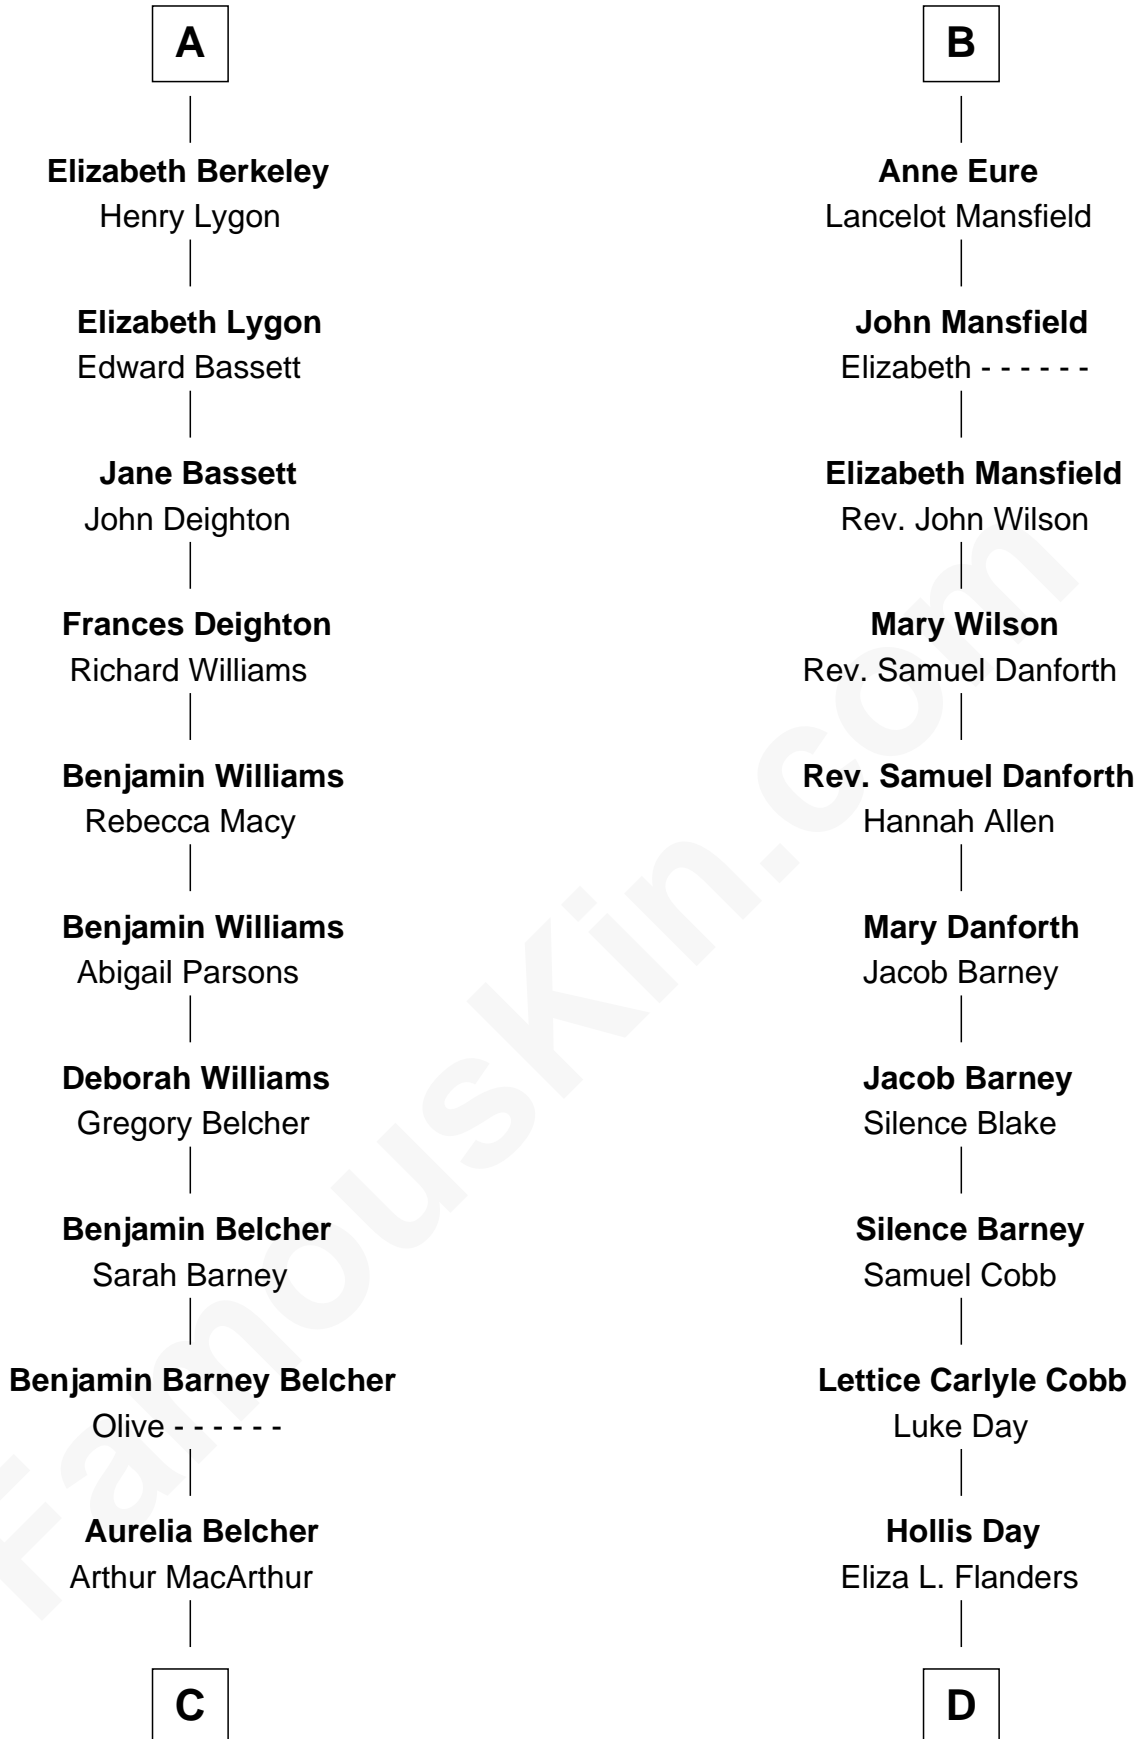 A
Elizabeth Berkeley
Henry Lygon
Elizabeth Lygon
Edward Bassett
Jane Bassett
John Deighton
Frances Deighton
Richard Williams
Benjamin Williams
Rebecca Macy
Benjamin Williams
Abigail Parsons
Deborah Williams
Gregory Belcher
Benjamin Belcher
Sarah Barney
Benjamin Barney Belcher
Olive - - - - - -
Aurelia Belcher
Arthur MacArthur
C
B
Anne Eure
Lancelot Mansfield
John Mansfield
Elizabeth - - - - - -
Elizabeth Mansfield
Rev. John Wilson
Mary Wilson
Rev. Samuel Danforth
Rev. Samuel Danforth
Hannah Allen
Mary Danforth
Jacob Barney
Jacob Barney
Silence Blake
Silence Barney
Samuel Cobb
Lettice Carlyle Cobb
Luke Day
Hollis Day
Eliza L. Flanders
D
FamousKin.com